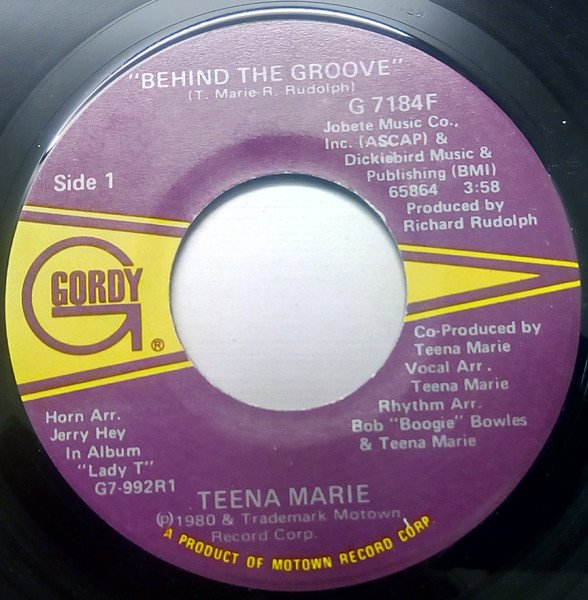 "BEHIND THE GROOVE"
(T. Marie-R. Rudolph)
G 7184F
Jobete Music Co.,
Inc. (ASCAP) &
Dickiebird Music &
Publishing (BMI)
65864 3:58
Produced by
Richard Rudolph
Side 1
GORDY
®
Co-Produced by
Teena Marie
Vocal Arr.
Teena Marie
Rhythm Arr.
Bob "Boogie" Bowles
& Teena Marie
Horn Arr.
Jerry Hey
In Album
"Lady T"
G7-992R1
TEENA MARIE
(p)1980 & Trademark Motown
Record Corp.
A PRODUCT OF MOTOWN RECORD CORP.